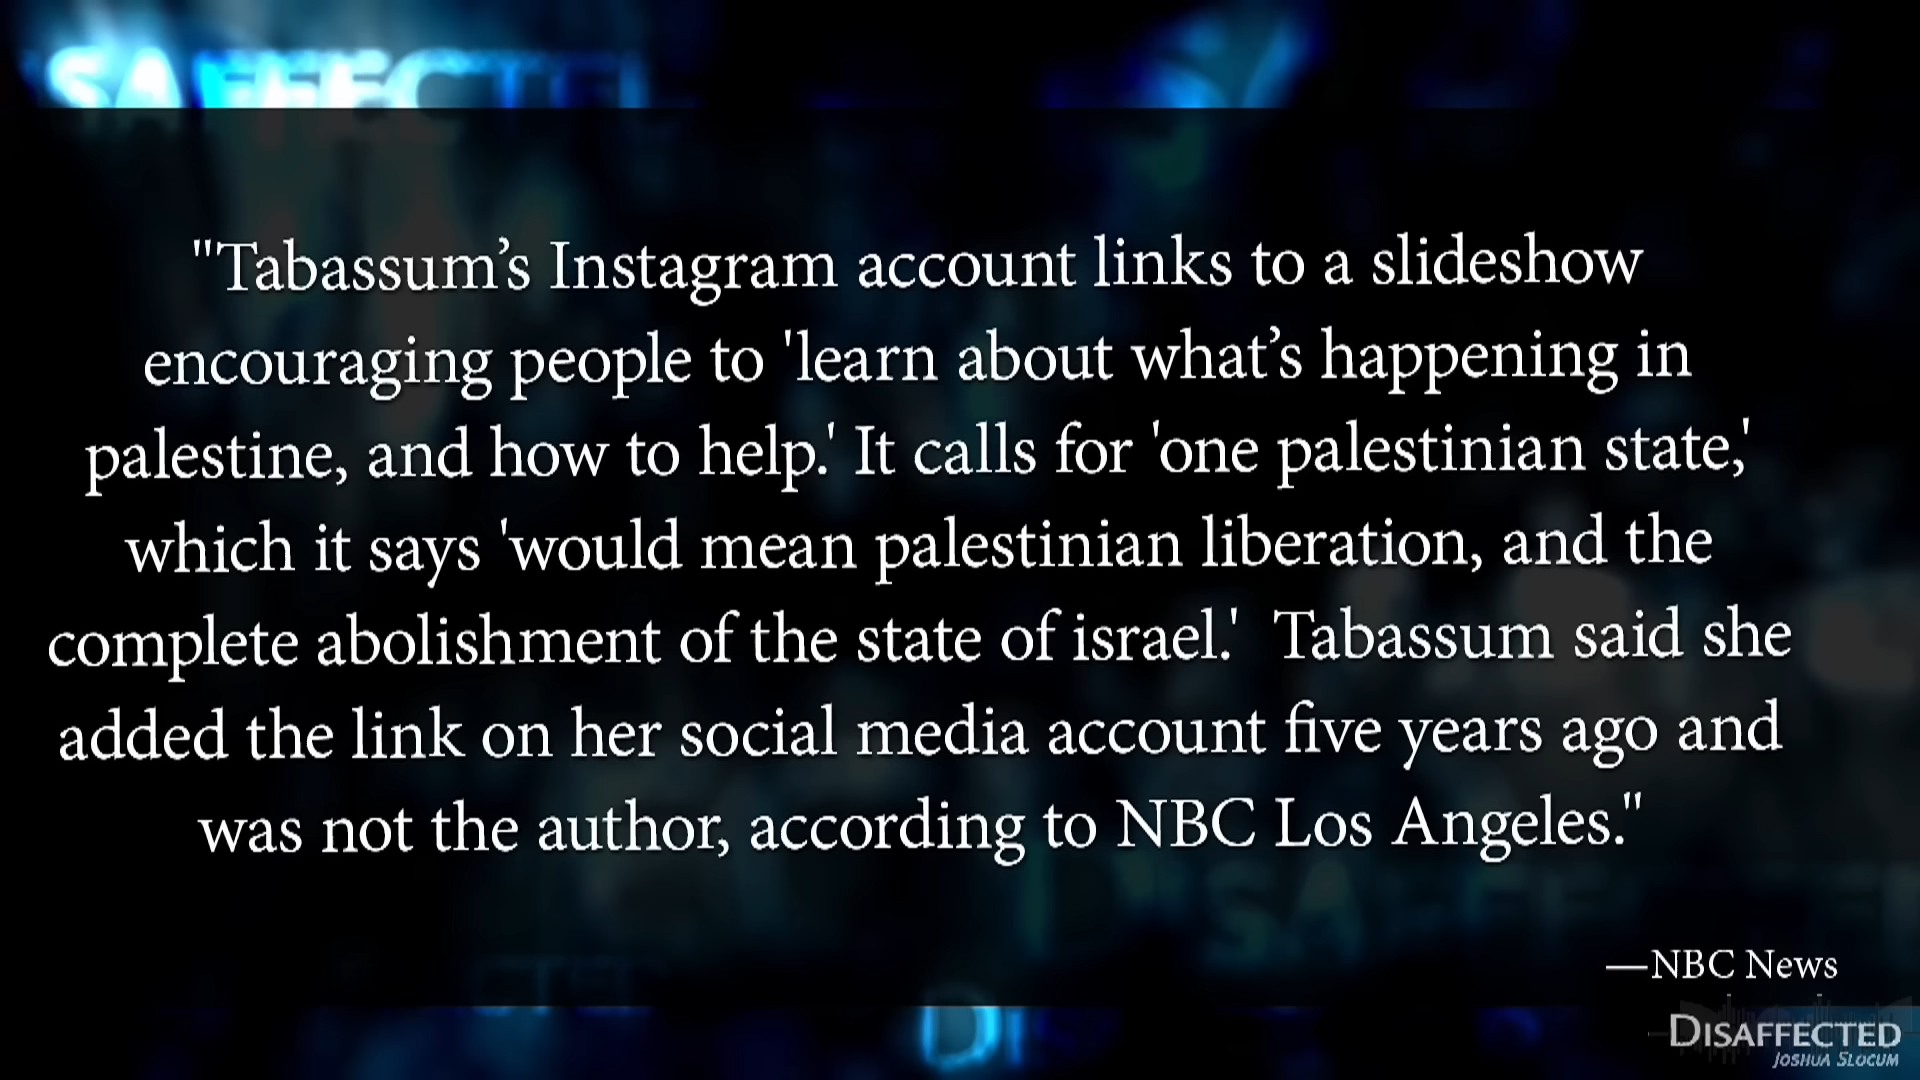 SAFFECTE
"Tabassum’s Instagram account links to a slideshow
encouraging people to 'learn about what’s happening in
palestine, and how to help.' It calls for 'one palestinian state,'
which it says 'would mean palestinian liberation, and the
complete abolishment of the state of israel.' Tabassum said she
added the link on her social media account five years ago and
was not the author, according to NBC Los Angeles."
—NBC News
DISAFFECTED
JOSHUA SLOCUM